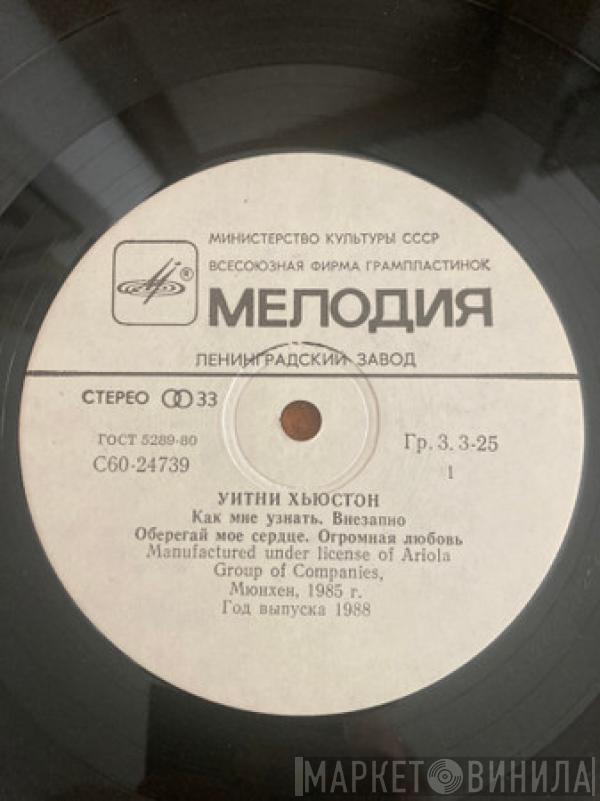 МИНИСТЕРСТВО КУЛЬТУРЫ СССР
ВСЕСОЮЗНАЯ ФИРМА ГРАМПЛАСТИНОК
®
МЕЛОДИЯ
ЛЕНИНГРАДСКИЙ ЗАВОД
СТЕРЕО 33
ГОСТ 5289-80
Гр. 3. 3-25
С60-24739
1
УИТНИ ХЬЮСТОН
Как мне узнать. Внезапно
Оберегай мое сердце. Огромная любовь
Manufactured under license of Ariola
Group of Companies,
Мюнхен, 1985 г.
Год выпуска 1988
МАРКЕТ ВИНИЛА